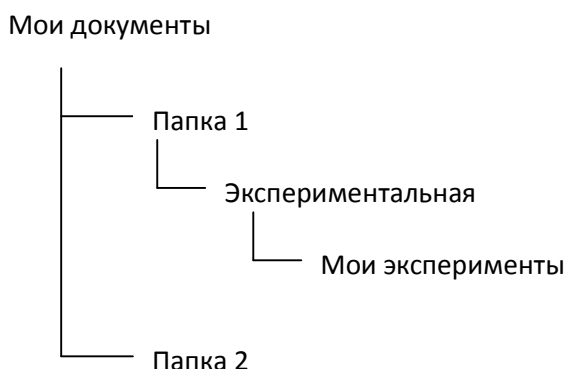 Мои документы
Папка 1
Экспериментальная
Мои эксперименты
Папка 2